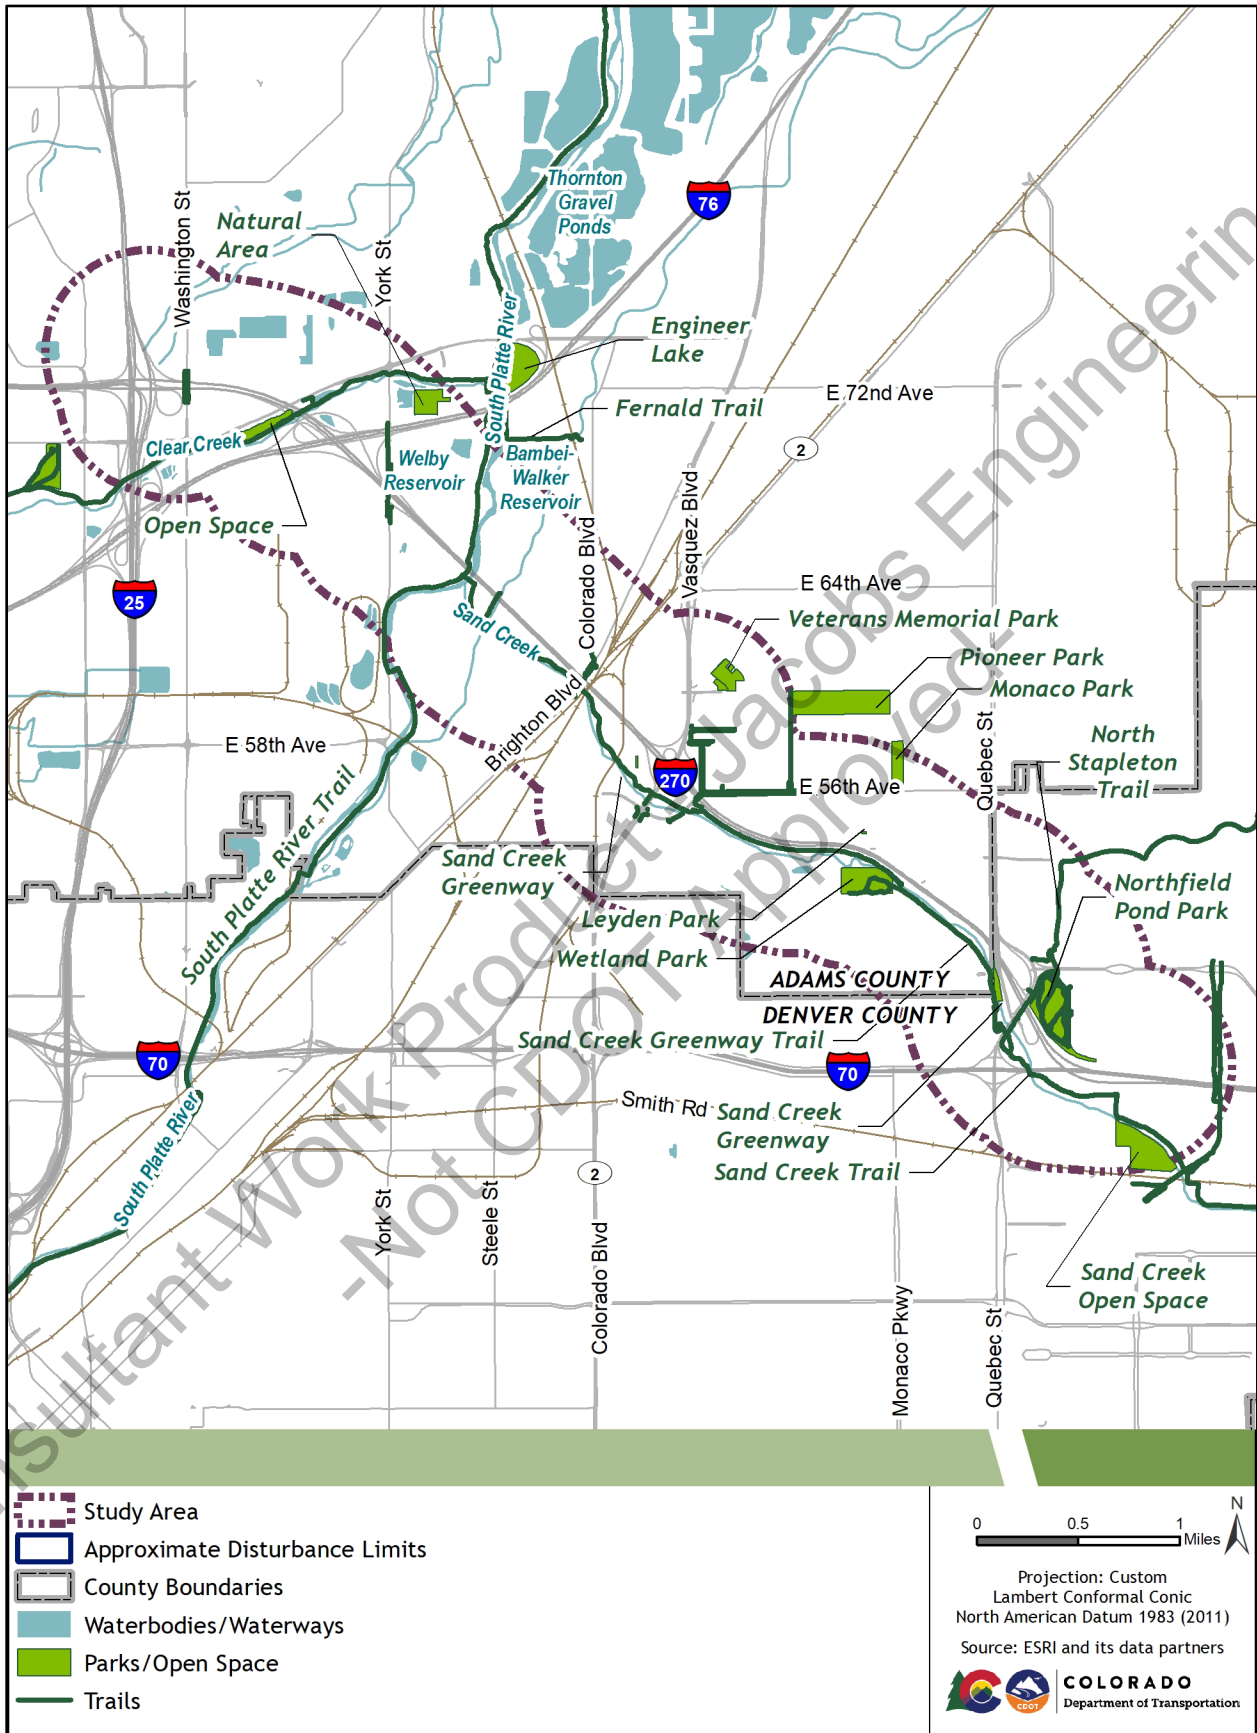 Thornton
Gravel
Ponds
76
Natural
Area
Washington St
York St
South Platte River
Engineer
Lake
E 72nd Ave
Fernald Trail
2
Clear Creek
Welby
Reservoir
Bambei-
Walker
Reservoir
Open Space
Colorado Blvd
Vasquez Blvd
25
E 64th Ave
Sand Creek
Veterans Memorial Park
Pioneer Park
Monaco Park
Brighton Blvd
Quebec St
E 58th Ave
North
Stapleton
Trail
270
E 56th Ave
South Platte River Trail
Sand Creek
Greenway
Northfield
Pond Park
Leyden Park
Wetland Park
ADAMS COUNTY
DENVER COUNTY
Sand Creek Greenway Trail
70
70
Smith Rd
Sand Creek
Greenway
Sand Creek Trail
South Platte River
2
York St
Steele St
Colorado Blvd
Monaco Pkwy
Quebec St
Sand Creek
Open Space
Jacobs Engineerin
nsultant Work Product
-Not CDOT Approved-
Study Area
Approximate Disturbance Limits
County Boundaries
Waterbodies/Waterways
Parks/Open Space
Trails
N
0 0.5 1
Miles
Projection: Custom
Lambert Conformal Conic
North American Datum 1983 (2011)
Source: ESRI and its data partners
CDOT
COLORADO
Department of Transportation